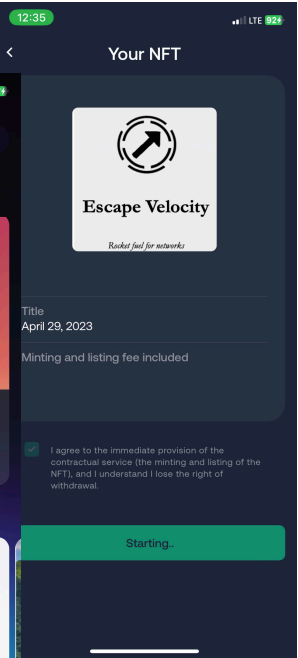 12:35
LTE 92
Your NFT
Escape Velocity
Rocket fuel for networks
Title
April 29, 2023
Minting and listing fee included
I agree to the immediate provision of the
contractual service (the minting and listing of the
NFT), and I understand I lose the right of
withdrawal.
Starting..